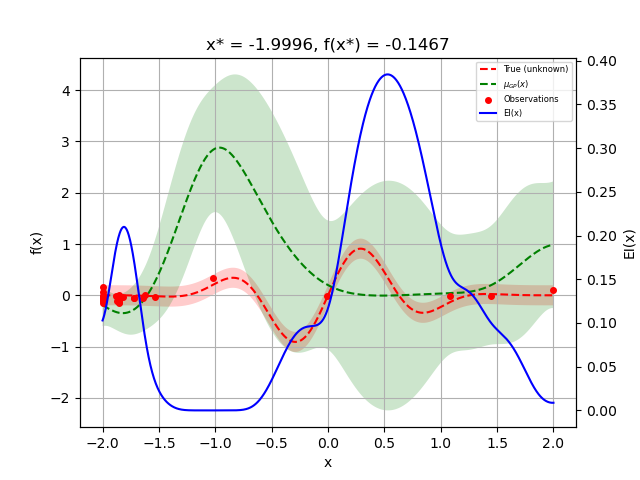 x* = -1.9996, f(x*) = -0.1467
True (unknown)
μGP(x)
Observations
EI(x)
4
3
2
1
0
−1
−2
f(x)
0.40
0.35
0.30
0.25
0.20
0.15
0.10
0.05
0.00
EI(x)
−2.0 −1.5 −1.0 −0.5 0.0 0.5 1.0 1.5 2.0
x